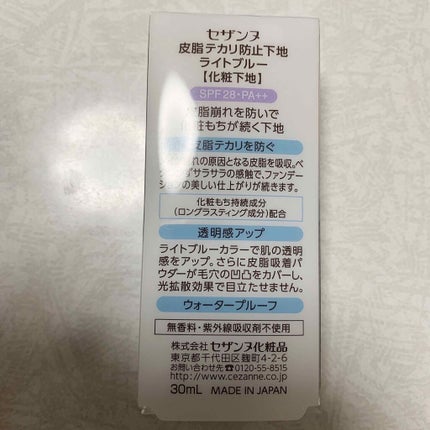 セザンヌ
皮脂テカリ防止下地
ライトブルー
【化粧下地】
SPF28・PA++
脂崩れを防いで
化粧もちが続く下地
皮脂テカリを防ぐ
れの原因となる皮脂を吸収。ベ
サラサラの感触で、ファンデー
ションの美しい仕上がりが続きます。
化粧もち持続成分
(ロングラスティング成分)配合
透明感アップ
ライトブルーカラーで肌の透明
感をアップ。さらに皮脂吸着パ
ウダーが毛穴の凹凸をカバーし、
光拡散効果で目立たせません。
ウォータープルーフ
無香料・紫外線吸収剤不使用
株式会社 セザンヌ化粧品
東京都千代田区麹町4-2-6
お問い合わせ先☎0120-55-8515
http://www.cezanne.co.jp
30mL MADE IN JAPAN